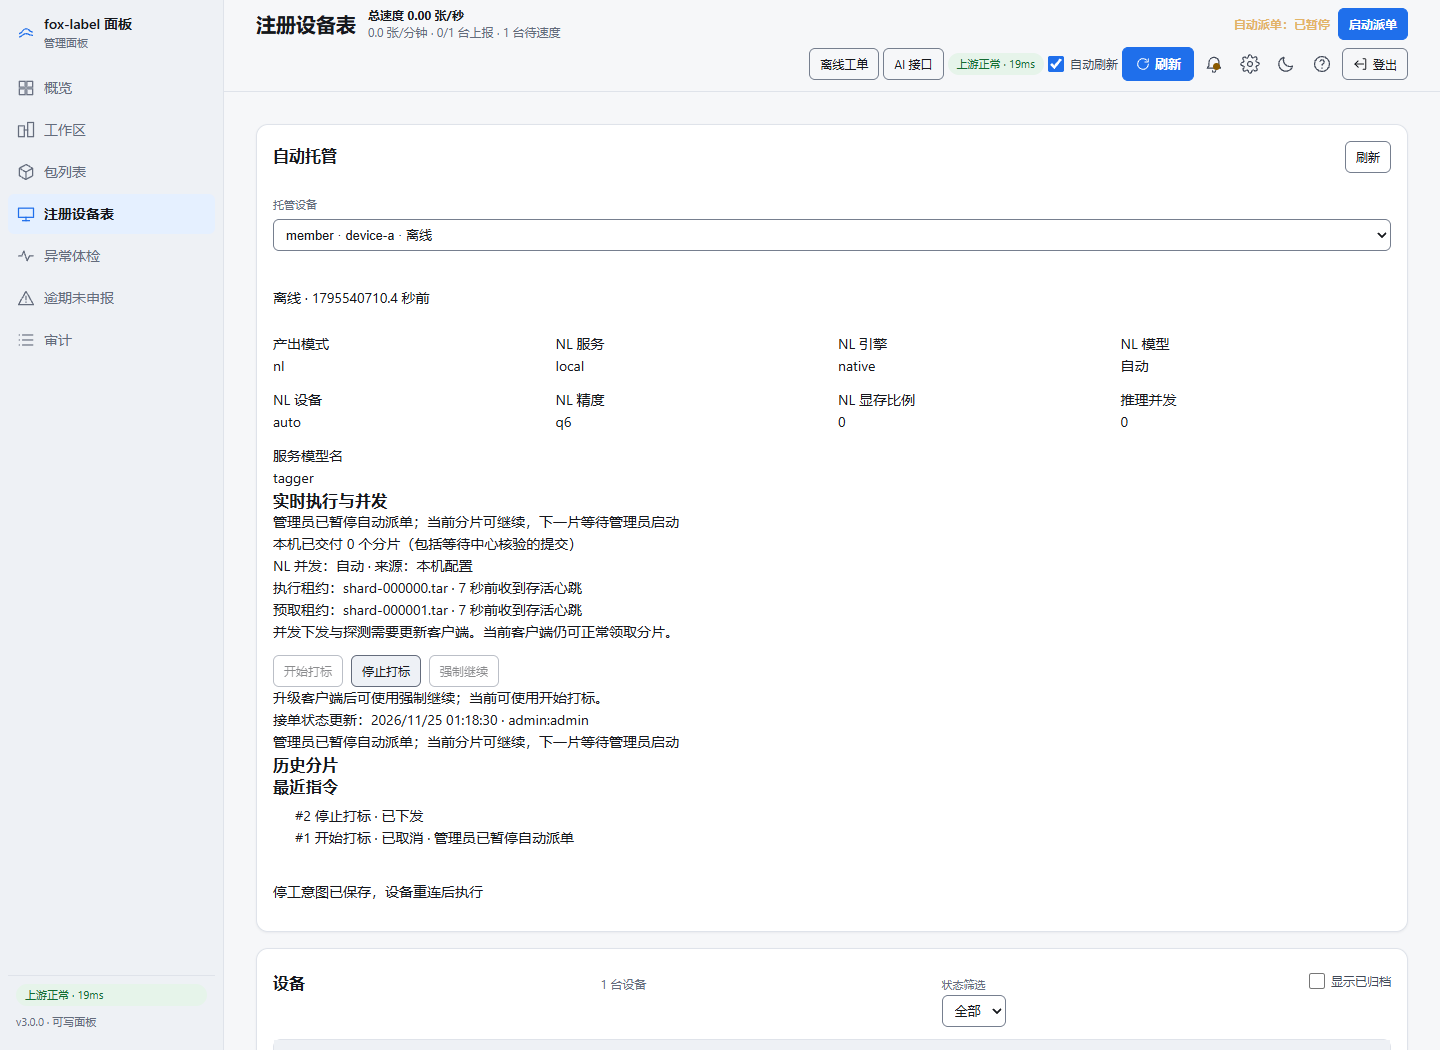 fox-label 面板
管理面板
概览
工作区
包列表
注册设备表
异常体检
逾期未申报
审计
上游正常 · 19ms
v3.0.0 · 可写面板
注册设备表
总速度 0.00 张/秒
0.0 张/分钟 · 0/1 台上报 · 1 台待速度
自动派单：已暂停
启动派单
离线工单
AI 接口
上游正常 · 19ms
自动刷新
刷新
登出
自动托管
刷新
托管设备
member · device-a · 离线
离线 · 1795540710.4 秒前
产出模式
nl
NL 服务
local
NL 引擎
native
NL 模型
自动
NL 设备
auto
NL 精度
q6
NL 显存比例
0
推理并发
0
服务模型名
tagger
实时执行与并发
管理员已暂停自动派单；当前分片可继续，下一片等待管理员启动
本机已交付 0 个分片（包括等待中心核验的提交）
NL 并发：自动 · 来源：本机配置
执行租约：shard-000000.tar · 7 秒前收到存活心跳
预取租约：shard-000001.tar · 7 秒前收到存活心跳
并发下发与探测需要更新客户端。当前客户端仍可正常领取分片。
开始打标
停止打标
强制继续
升级客户端后可使用强制继续；当前可使用开始打标。
接单状态更新：2026/11/25 01:18:30 · admin:admin
管理员已暂停自动派单；当前分片可继续，下一片等待管理员启动
历史分片
最近指令
#2 停止打标 · 已下发
#1 开始打标 · 已取消 · 管理员已暂停自动派单
停工意图已保存，设备重连后执行
设备
1 台设备
状态筛选
全部
显示已归档